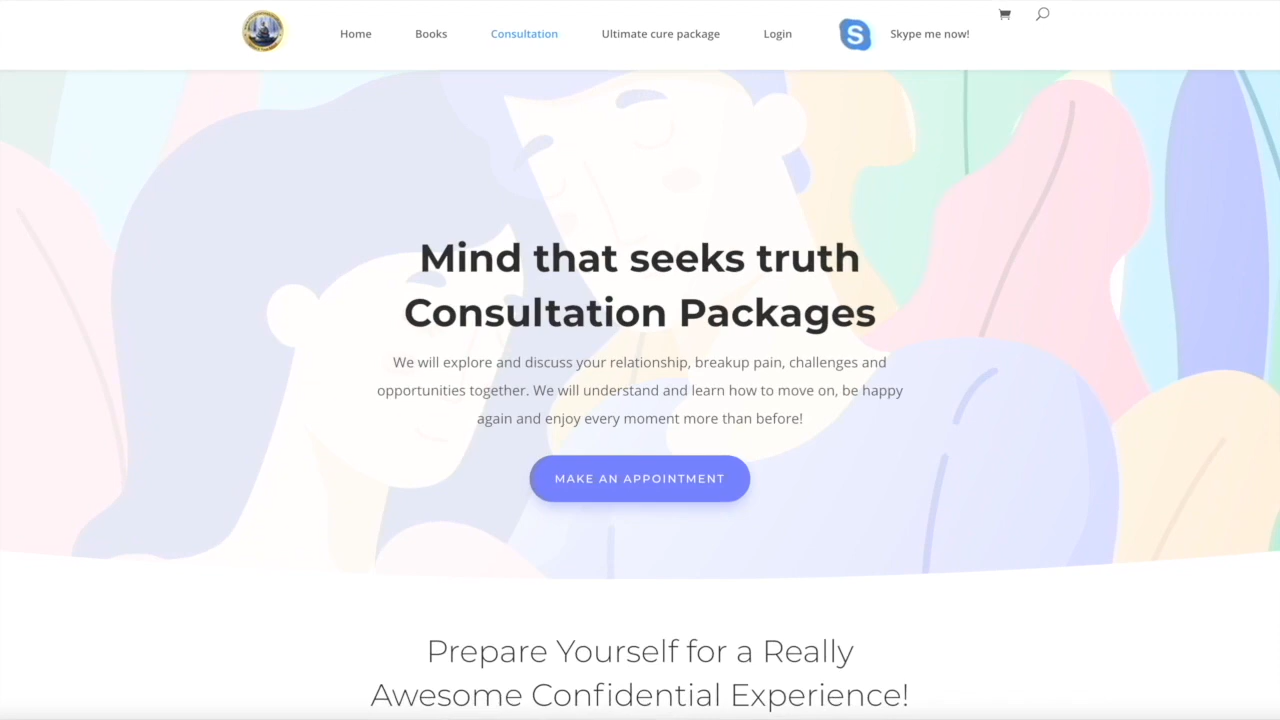 Home
Books
Consultation
Ultimate cure package
Login
S
Skype me now!
Mind that seeks truth
Consultation Packages
We will explore and discuss your relationship, breakup pain, challenges and
opportunities together. We will understand and learn how to move on, be happy
again and enjoy every moment more than before!
MAKE AN APPOINTMENT
Prepare Yourself for a Really
Awesome Confidential Experience!